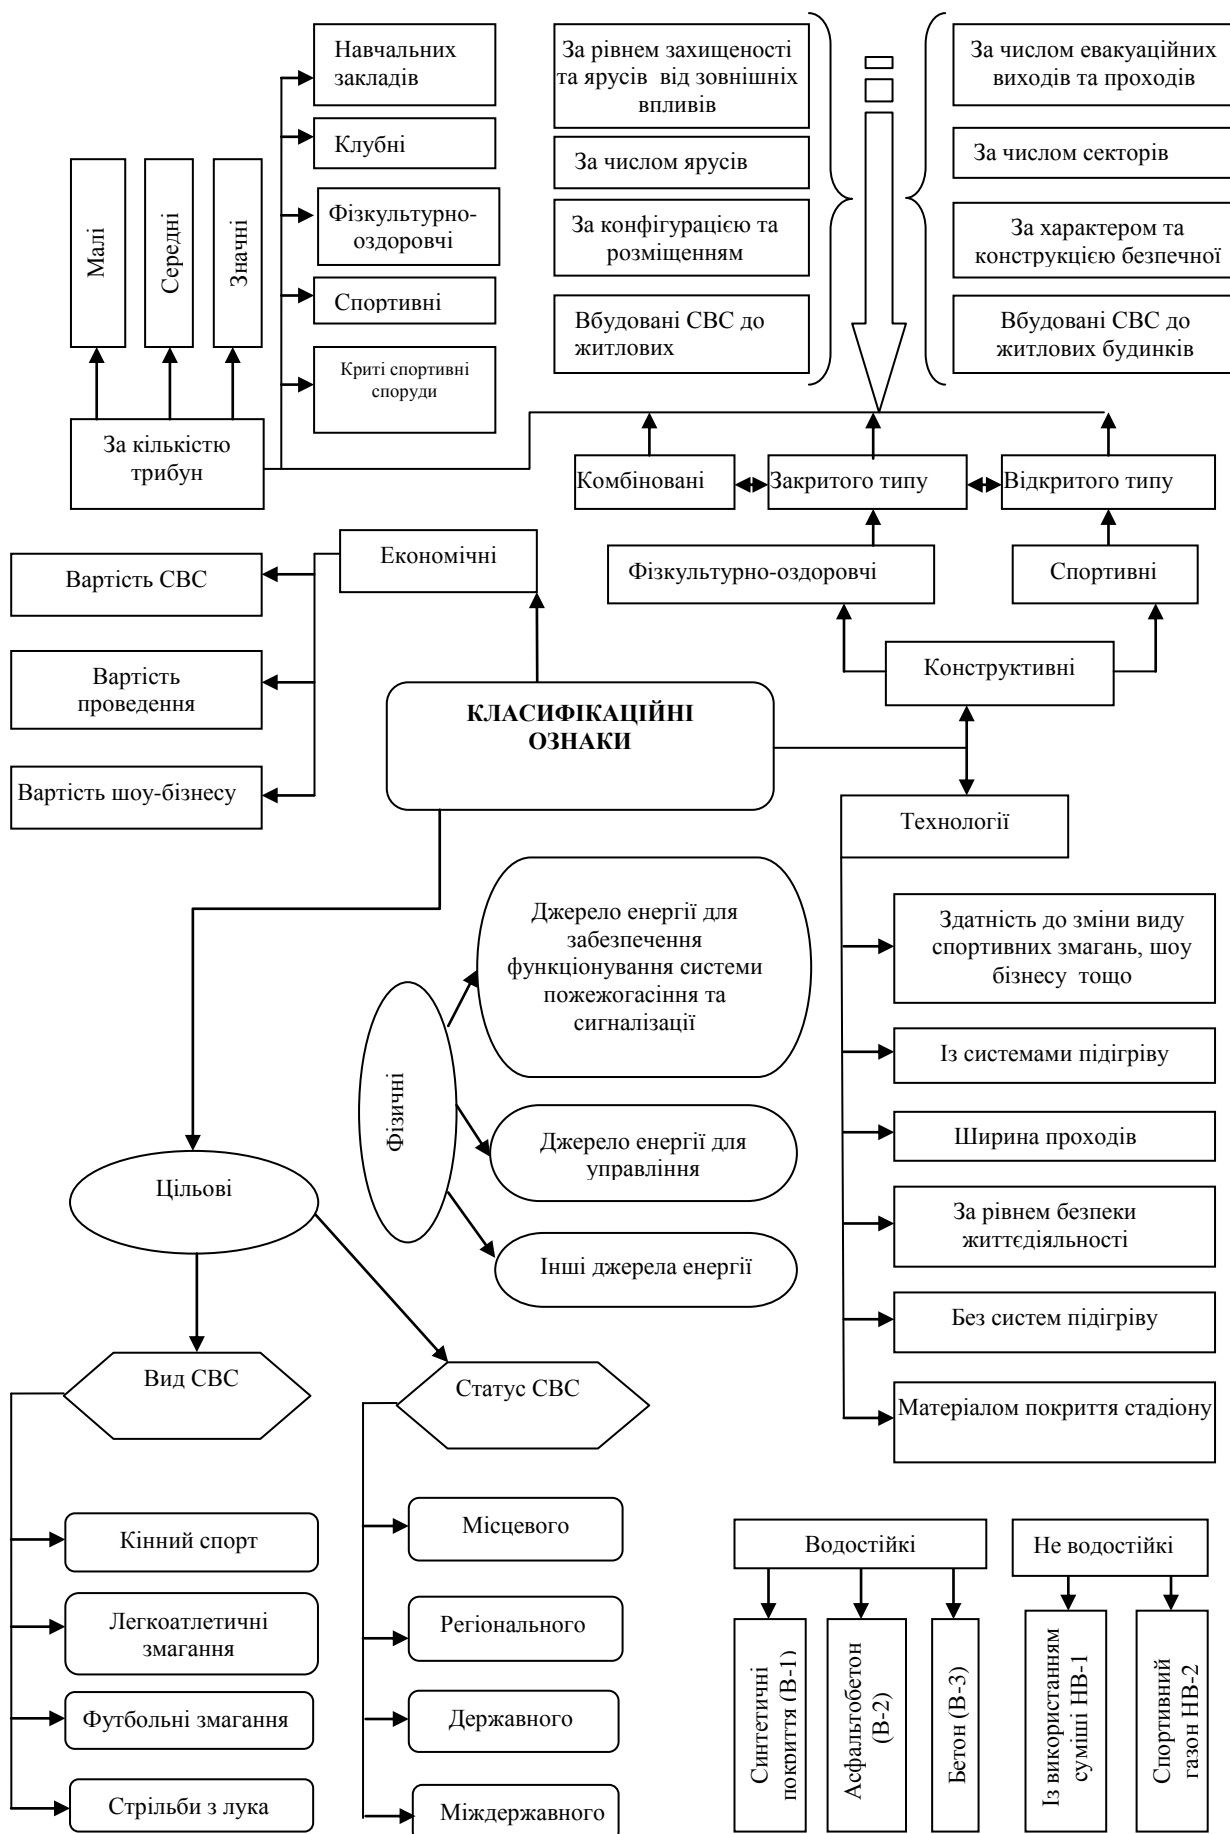 Навчальних
закладів
Клубні
Фізкультурно-
оздоровчі
Спортивні
Криті спортивні
споруди
Малі
Середні
Значні
За кількістю
трибун
За рівнем захищеності
та ярусів від зовнішніх
впливів
За числом ярусів
За конфігурацією та
розміщенням
Вбудовані СВС до
житлових
За числом евакуаційних
виходів та проходів
За числом секторів
За характером та
конструкцією безпечної
Вбудовані СВС до
житлових будинків
Комбіновані
Закритого типу
Відкритого типу
Фізкультурно-оздоровчі
Спортивні
Конструктивні
Економічні
Вартість СВС
Вартість
проведення
Вартість шоу-бізнесу
КЛАСИФІКАЦІЙНІ
ОЗНАКИ
Технології
Здатність до зміни виду
спортивних змагань, шоу
бізнесу тощо
Із системами підігріву
Ширина проходів
За рівнем безпеки
життєдіяльності
Без систем підігріву
Матеріалом покриття стадіону
Фізичні
Джерело енергії для
забезпечення
функціонування системи
пожежогасіння та
сигналізації
Джерело енергії для
управління
Інші джерела енергії
Цільові
Вид СВС
Статус СВС
Кінний спорт
Легкоатлетичні
змагання
Футбольні змагання
Стрільби з лука
Місцевого
Регіонального
Державного
Міждержавного
Водостійкі
Синтетичні
покриття (В-1)
Асфальтобетон
(В-2)
Бетон (В-3)
Не водостійкі
Із використанням
суміші НВ-1
Спортивний
газон НВ-2